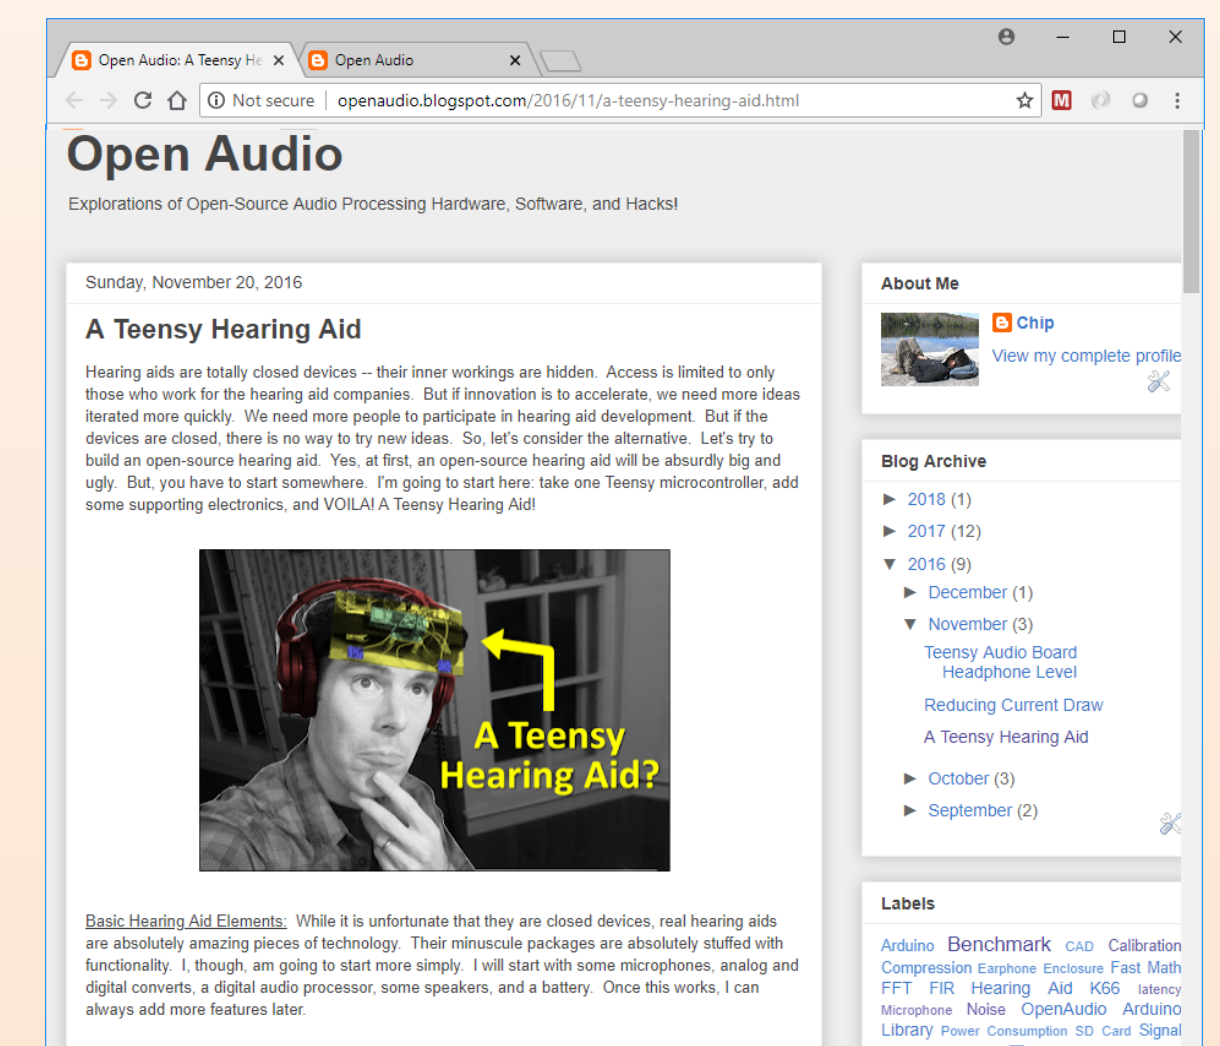 Open Audio: A Teensy He
Open Audio
Not secure | openaudio.blogspot.com/2016/11/a-teensy-hearing-aid.html
M
Open Audio
Explorations of Open-Source Audio Processing Hardware, Software, and Hacks!
Sunday, November 20, 2016
A Teensy Hearing Aid
Hearing aids are totally closed devices -- their inner workings are hidden.  Access is limited to only
those who work for the hearing aid companies.  But if innovation is to accelerate, we need more ideas
iterated more quickly.  We need more people to participate in hearing aid development.  But if the
devices are closed, there is no way to try new ideas.  So, let's consider the alternative.  Let's try to
build an open-source hearing aid.  Yes, at first, an open-source hearing aid will be absurdly big and
ugly.  But, you have to start somewhere.  I'm going to start here: take one Teensy microcontroller, add
some supporting electronics, and VOILA! A Teensy Hearing Aid!
A Teensy
Hearing Aid?
Basic Hearing Aid Elements:  While it is unfortunate that they are closed devices, real hearing aids
are absolutely amazing pieces of technology.  Their minuscule packages are absolutely stuffed with
functionality.  I, though, am going to start more simply.  I will start with some microphones, analog and
digital converts, a digital audio processor, some speakers, and a battery.  Once this works, I can
always add more features later.
About Me
Chip
View my complete profile
Blog Archive
► 2018 (1)
► 2017 (12)
▼ 2016 (9)
► December (1)
▼ November (3)
Teensy Audio Board
Headphone Level
Reducing Current Draw
A Teensy Hearing Aid
► October (3)
► September (2)
Labels
Arduino Benchmark CAD Calibration
Compression Earphone Enclosure Fast Math
FFT FIR Hearing Aid K66 latency
Microphone Noise OpenAudio Arduino
Library Power Consumption SD Card Signal